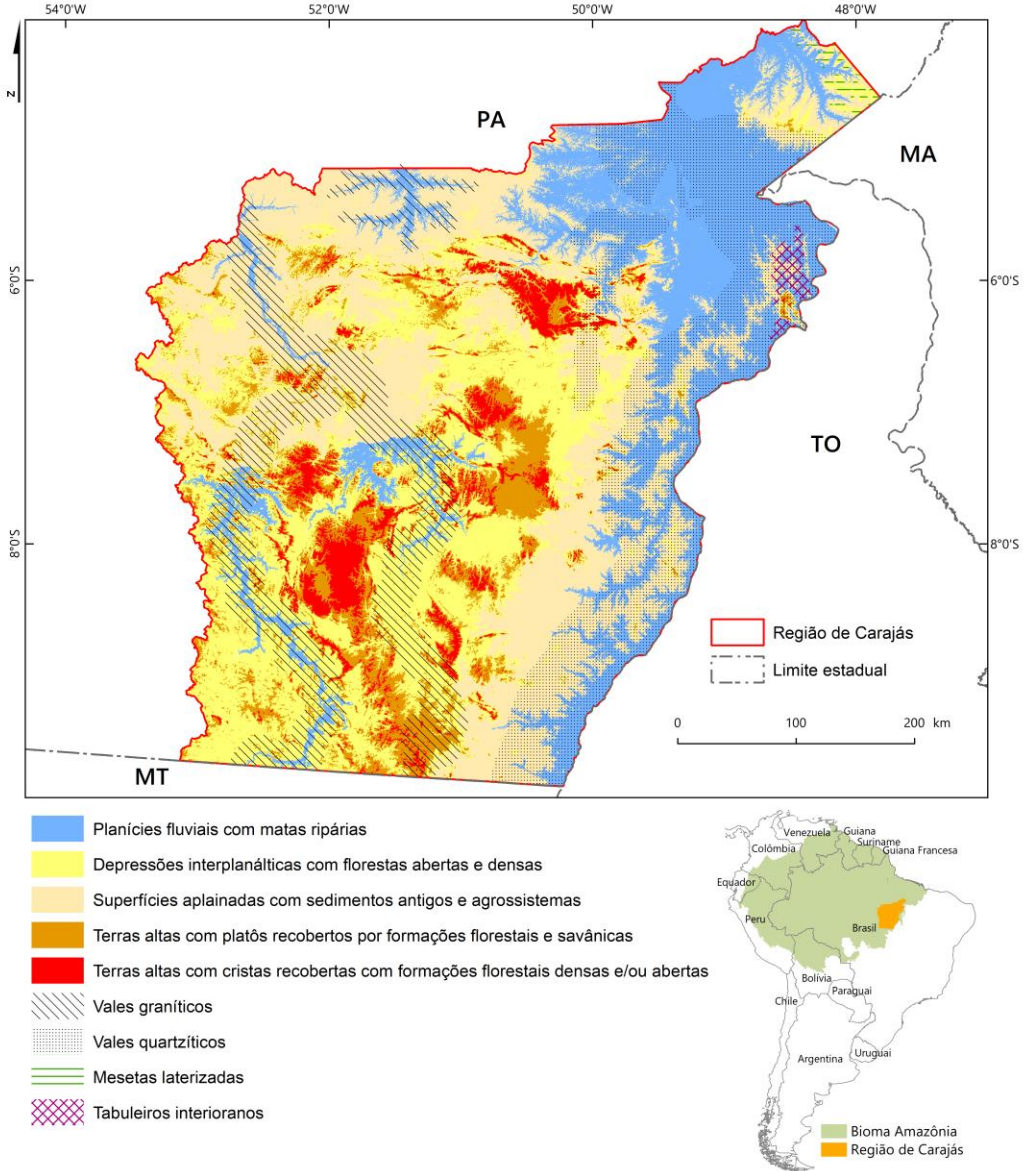 54°0'W 52°0'W 50°0'W 48°0'W
N
PA
MA
6°0'S 6°0'S
TO
8°0'S 8°0'S
Região de Carajás
Limite estadual
0 100 200 km
MT
Planícies fluviais com matas ripárias
Depressões interplanálticas com florestas abertas e densas
Superfícies aplainadas com sedimentos antigos e agrossistemas
Terras altas com platôs recobertos por formações florestais e savânicas
Terras altas com cristas recobertas com formações florestais densas e/ou abertas
Vales graníticos
Vales quartzíticos
Mesetas laterizadas
Tabuleiros interioranos
Venezuela
Guiana
Suriname
Guiana Francesa
Colómbia
Equador
Peru
Brasil
Bolívia
Paraguai
Chile
Argentina
Uruguai
Bioma Amazônia
Região de Carajás